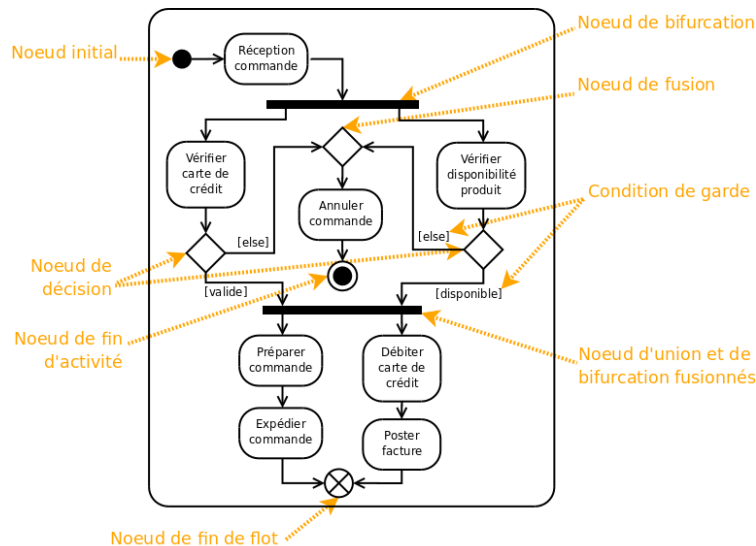 Noeud de bifurcation
Noeud initial
Réception
commande
Noeud de fusion
Vérifier
carte de
crédit
Vérifier
disponibilité
produit
Annuler
commande
Condition de garde
[else]
[else]
Noeud de
décision
[valide]
[disponible]
Noeud de fin
d'activité
Préparer
commande
Débiter
carte de
crédit
Noeud d'union et de
bifurcation fusionnés
Expédier
commande
Poster
facture
Noeud de fin de flot